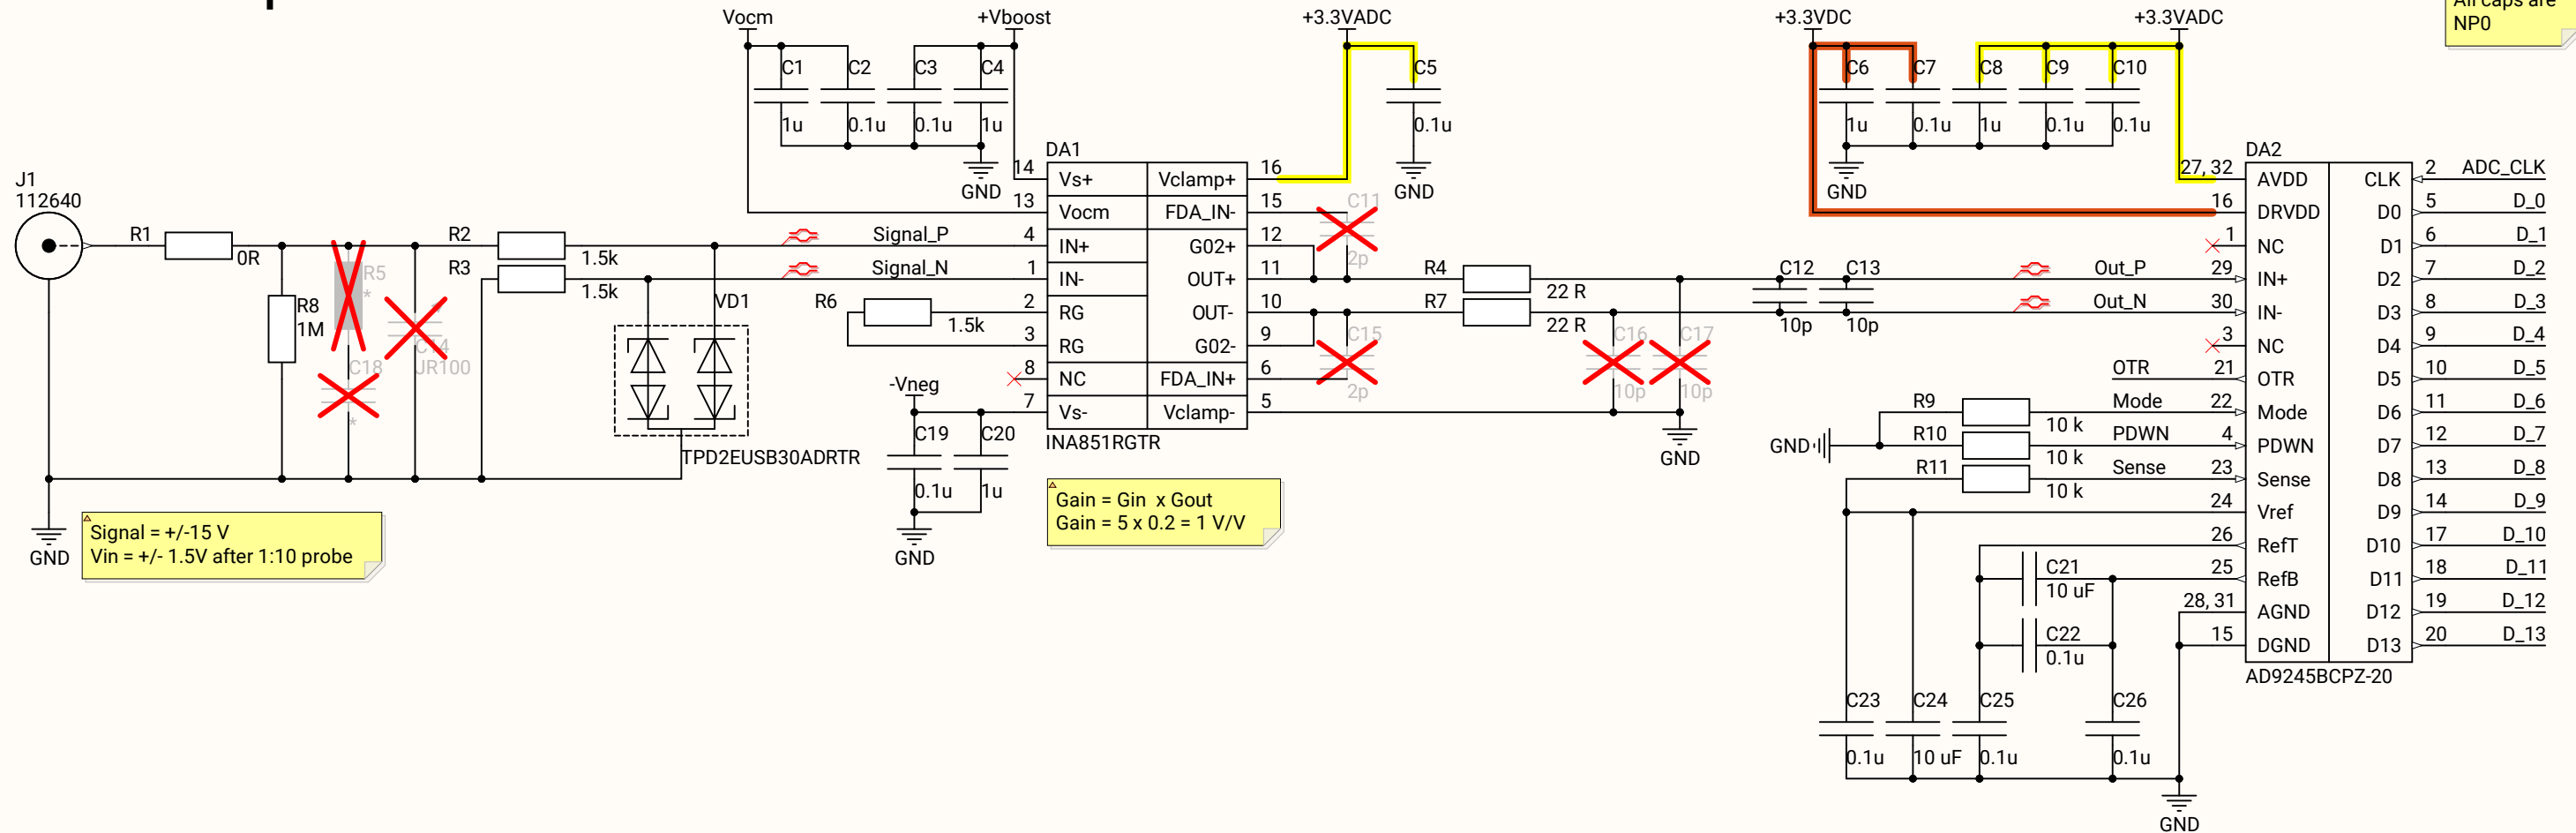 Vocm
+Vboost
+3.3VADC
+3.3VDC
+3.3VADC
All caps are
NP0
C1
C2
C3
C4
C5
C6
C7
C8
C9
C10
1u
0.1u
0.1u
1u
0.1u
1u
0.1u
1u
0.1u
0.1u
GND
GND
GND
J1
112640
R1
0R
R8
1M
R5
*
C18
*
C14
JR100
R2
1.5k
R3
1.5k
VD1
TPD2EUSB30ADRTR
GND
Signal = +/-15 V
Vin = +/- 1.5V after 1:10 probe
Signal_P
Signal_N
R6
1.5k
-Vneg
C19
C20
0.1u
1u
GND
DA1
14 Vs+ Vclamp+ 16
13 Vocm FDA_IN- 15
4 IN+ G02+ 12
1 IN- OUT+ 11
2 RG OUT- 10
3 RG G02- 9
8 NC FDA_IN+ 6
7 Vs- Vclamp- 5
INA851RGTR
Gain = Gin x Gout
Gain = 5 x 0.2 = 1 V/V
C11
2p
C15
2p
R4
22 R
R7
22 R
C16
10p
C17
10p
GND
C12
10p
C13
10p
Out_P
Out_N
OTR
R9
10 k
Mode
GND
R10
10 k
PDWN
R11
10 k
Sense
C21
10 uF
C22
0.1u
C23
C24
C25
C26
0.1u
10 uF
0.1u
0.1u
GND
DA2
27, 32 AVDD CLK 2 ADC_CLK
16 DRVDD D0 5 D_0
1 NC D1 6 D_1
29 IN+ D2 7 D_2
30 IN- D3 8 D_3
3 NC D4 9 D_4
21 OTR D5 10 D_5
22 Mode D6 11 D_6
4 PDWN D7 12 D_7
23 Sense D8 13 D_8
24 Vref D9 14 D_9
26 RefT D10 17 D_10
25 RefB D11 18 D_11
28, 31 AGND D12 19 D_12
15 DGND D13 20 D_13
AD9245BCPZ-20